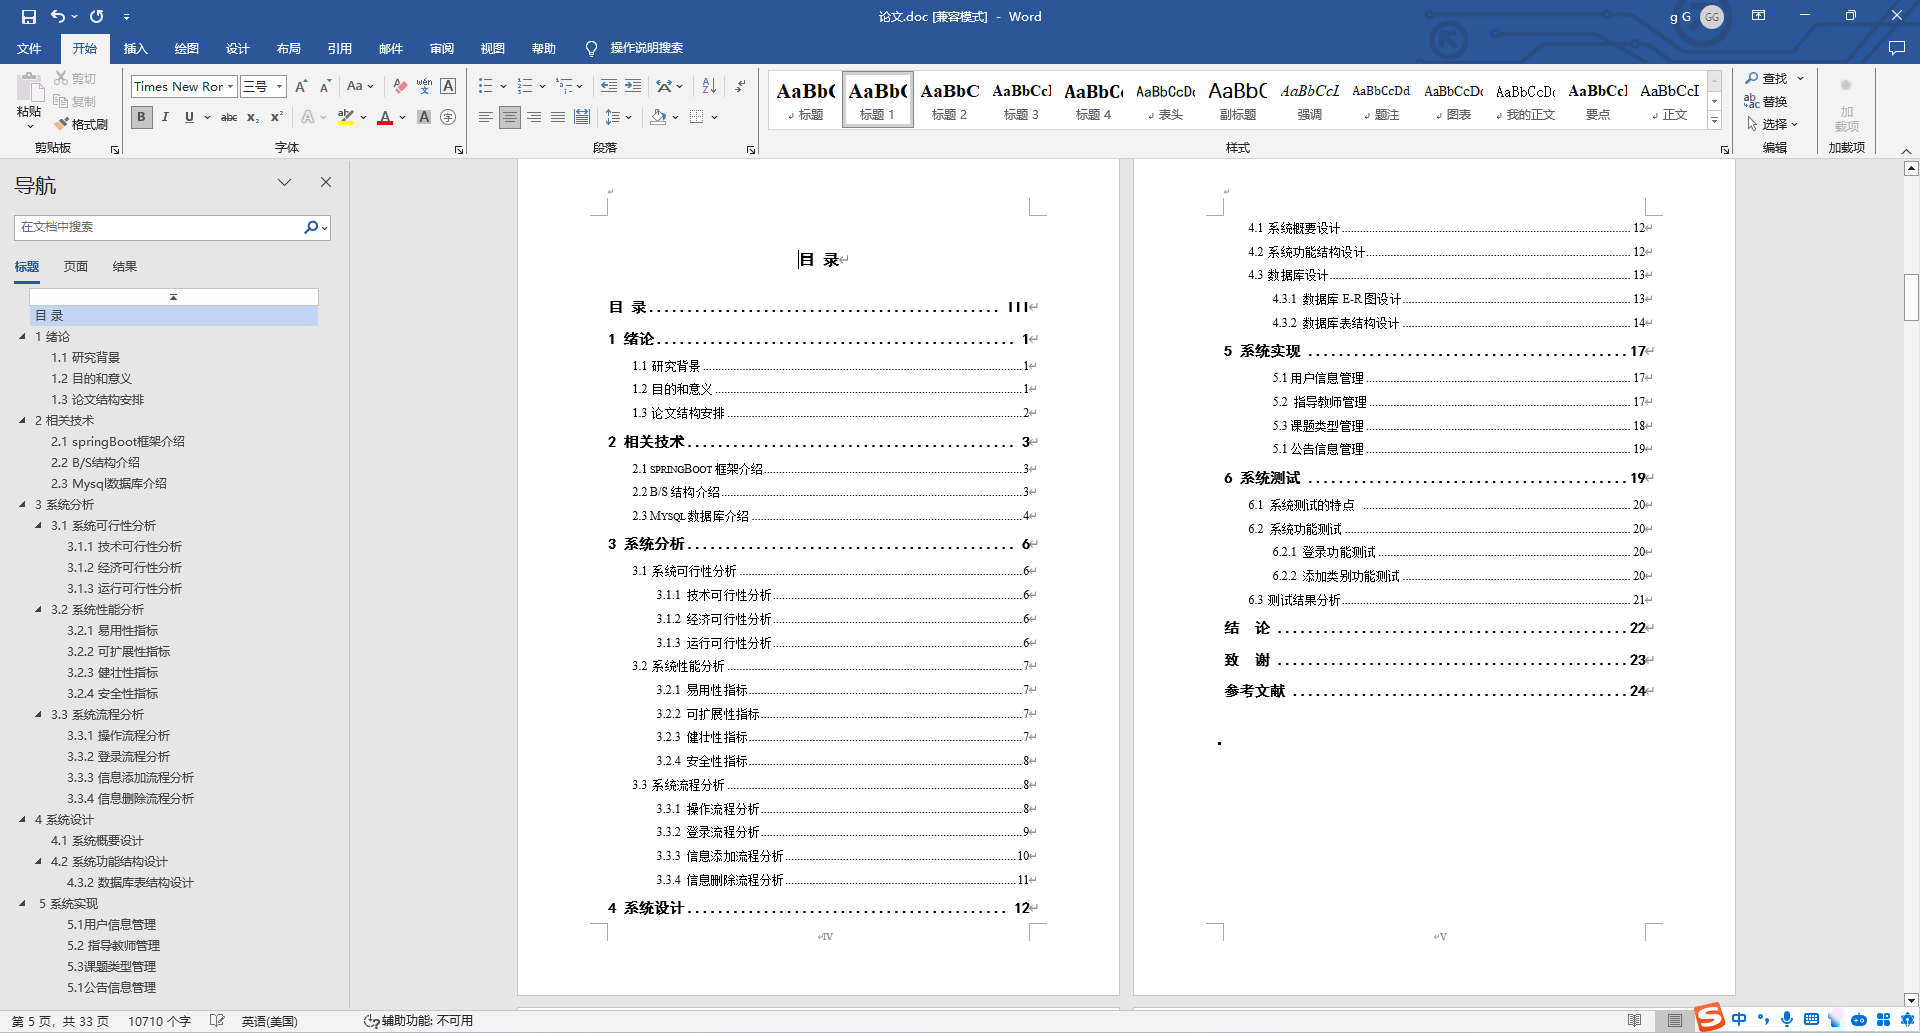 论文.doc [兼容模式] - Word
g G
GG
文件 开始 插入 绘图 设计 布局 引用 邮件 审阅 视图 帮助 操作说明搜索
粘贴
剪切
复制
格式刷
剪贴板
Times New Ror
三号
字体
段落
AaBb( 标题
AaBb( 标题 1
AaBbC 标题 2
AaBbCcI 标题 3
AaBbCc 标题 4
AaBbCcDc 表头
AaBbC 副标题
AaBbCcL 强调
AaBbCcDd. 题注
AaBbCcDc 图表
AaBbCcDc 我的正文
AaBbCcI 要点
AaBbCcI 正文
样式
查找
替换
选择
编辑
加载项
加载项
导航
在文档中搜索
标题 页面 结果
目 录
1 绪论
1.1 研究背景
1.2 目的和意义
1.3 论文结构安排
2 相关技术
2.1 springBoot框架介绍
2.2 B/S结构介绍
2.3 Mysql数据库介绍
3 系统分析
3.1 系统可行性分析
3.1.1 技术可行性分析
3.1.2 经济可行性分析
3.1.3 运行可行性分析
3.2 系统性能分析
3.2.1 易用性指标
3.2.2 可扩展性指标
3.2.3 健壮性指标
3.2.4 安全性指标
3.3 系统流程分析
3.3.1 操作流程分析
3.3.2 登录流程分析
3.3.3 信息添加流程分析
3.3.4 信息删除流程分析
4 系统设计
4.1 系统概要设计
4.2 系统功能结构设计
4.3.2 数据库表结构设计
5 系统实现
5.1用户信息管理
5.2 指导教师管理
5.3课题类型管理
5.1公告信息管理
目 录
目 录 III
1 绪论 1
1.1 研究背景 1
1.2 目的和意义 1
1.3 论文结构安排 2
2 相关技术 3
2.1 SPRINGBOOT 框架介绍 3
2.2 B/S 结构介绍 3
2.3 MYSQL 数据库介绍 4
3 系统分析 6
3.1 系统可行性分析 6
3.1.1 技术可行性分析 6
3.1.2 经济可行性分析 6
3.1.3 运行可行性分析 6
3.2 系统性能分析 7
3.2.1 易用性指标 7
3.2.2 可扩展性指标 7
3.2.3 健壮性指标 7
3.2.4 安全性指标 8
3.3 系统流程分析 8
3.3.1 操作流程分析 8
3.3.2 登录流程分析 9
3.3.3 信息添加流程分析 10
3.3.4 信息删除流程分析 11
4 系统设计 12
IV
4.1 系统概要设计 12
4.2 系统功能结构设计 12
4.3 数据库设计 13
4.3.1 数据库 E-R 图设计 13
4.3.2 数据库表结构设计 14
5 系统实现 17
5.1用户信息管理 17
5.2 指导教师管理 17
5.3课题类型管理 18
5.1公告信息管理 19
6 系统测试 19
6.1 系统测试的特点 20
6.2 系统功能测试 20
6.2.1 登录功能测试 20
6.2.2 添加类别功能测试 20
6.3 测试结果分析 21
结 论 22
致 谢 23
参考文献 24
V
第 5 页，共 33 页 10710 个字 英语(美国) 辅助功能: 不可用
中